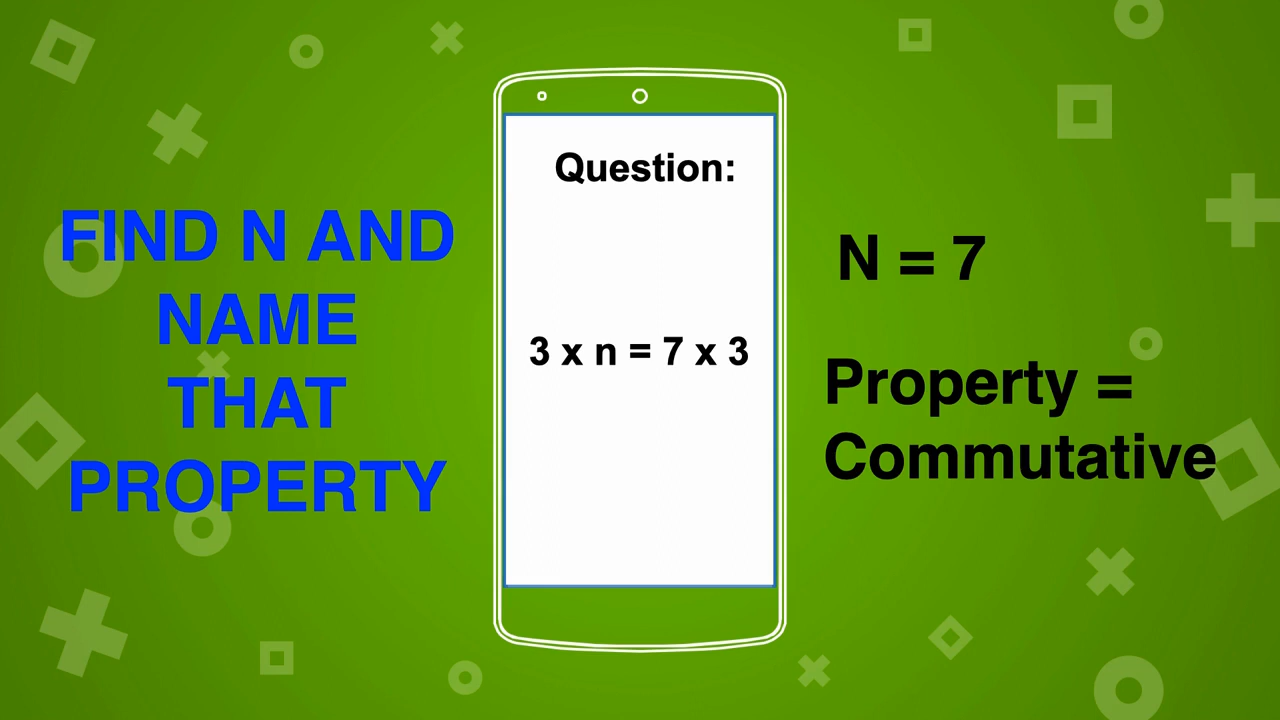 FIND N AND
NAME
THAT
PROPERTY
Question:
3 x n = 7 x 3
N = 7
Property =
Commutative